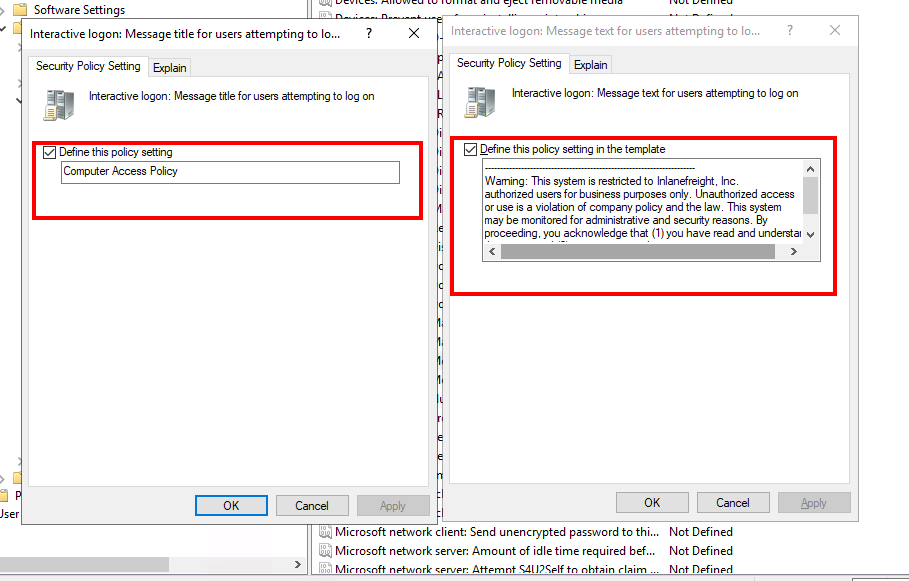 Software Settings
Devices: Allowed to format and eject removable media Not Defined
Interactive logon: Message title for users attempting to lo... ? ×
Security Policy Setting Explain
Interactive logon: Message title for users attempting to log on
Define this policy setting
Computer Access Policy
OK Cancel Apply
Interactive logon: Message text for users attempting to lo... ? ×
Security Policy Setting Explain
Interactive logon: Message text for users attempting to log on
Define this policy setting in the template
Warning: This system is restricted to Inlanefreight, Inc.
authorized users for business purposes only. Unauthorized access
or use is a violation of company policy and the law. This system
may be monitored for administrative and security reasons. By
proceeding, you acknowledge that (1) you have read and understa
OK Cancel Apply
Microsoft network client: Send unencrypted password to thi... Not Defined
Microsoft network server: Amount of idle time required bef... Not Defined
Microsoft network server: Attempt S4U2Self to obtain claim ... Not Defined